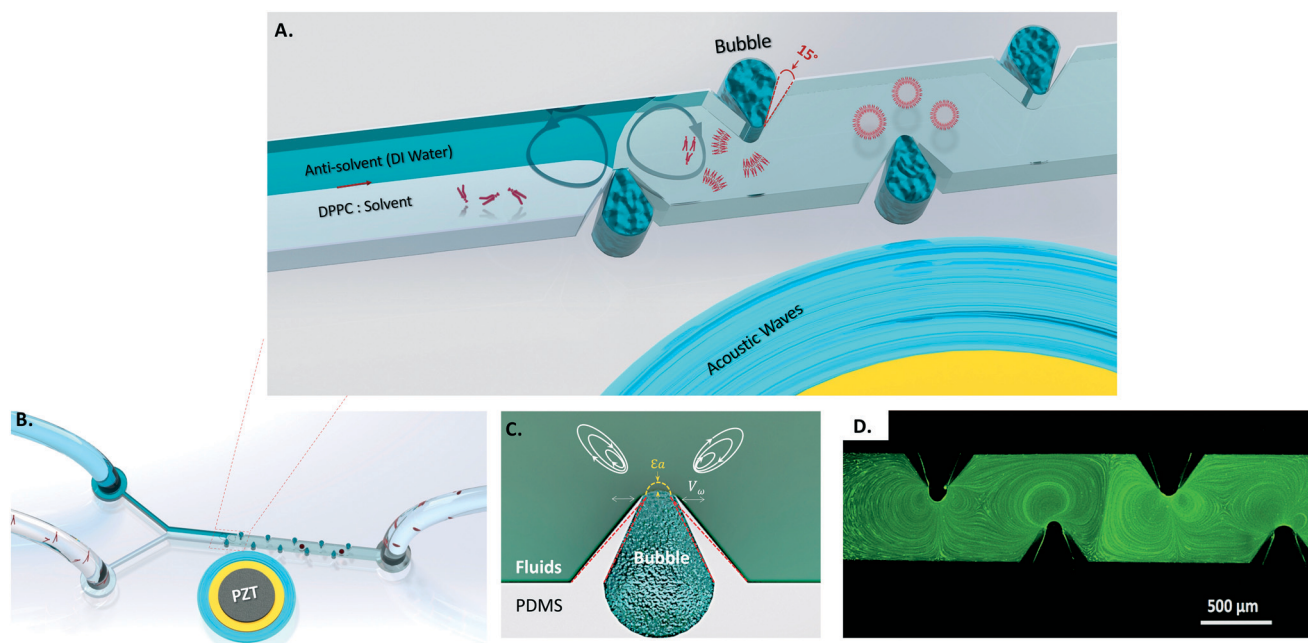 A.
Bubble
15°
Anti-solvent (DI Water)
DPPC : Solvent
Acoustic Waves
B.
PZT
C.
εa
Vω
Fluids
Bubble
PDMS
D.
500 µm